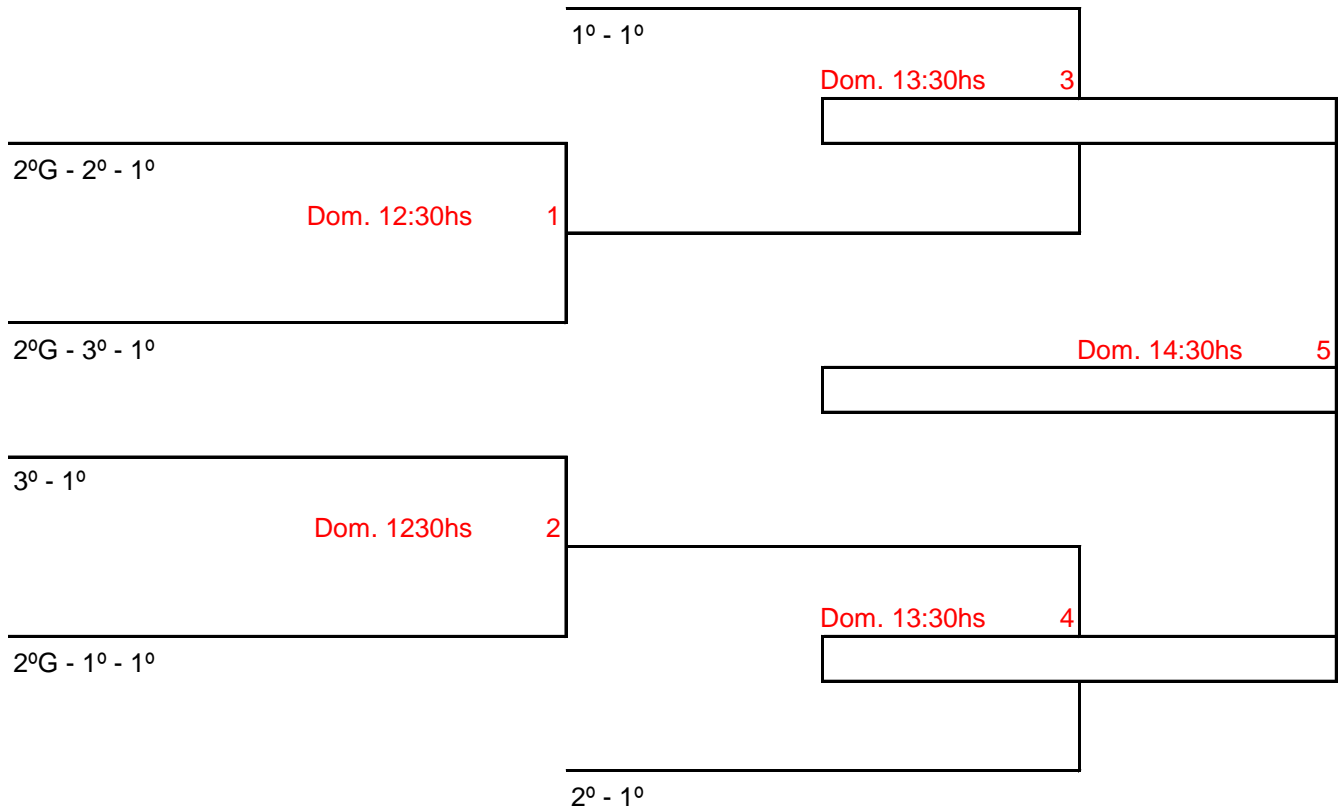 1º - 1º
Dom. 13:30hs 3
2ºG - 2º - 1º
Dom. 12:30hs 1
2ºG - 3º - 1º
Dom. 14:30hs 5
3º - 1º
Dom. 1230hs 2
Dom. 13:30hs 4
2ºG - 1º - 1º
2º - 1º